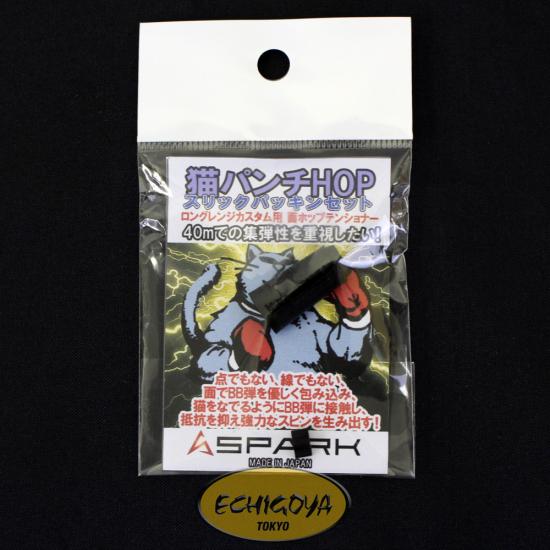 猫パンチHOP
スリックパッキンセット
ロングレンジカスタム用 面ホップテンショナー
40mでの集弾性を重視したい!
点でもない、線でもない、
面でBB弾を優しく包み込み、
猫をなでるようにBB弾に接触し、
抵抗を抑え強力なスピンを生み出す!
SPARK
MADE IN JAPAN
ECHIGOYA
TOKYO